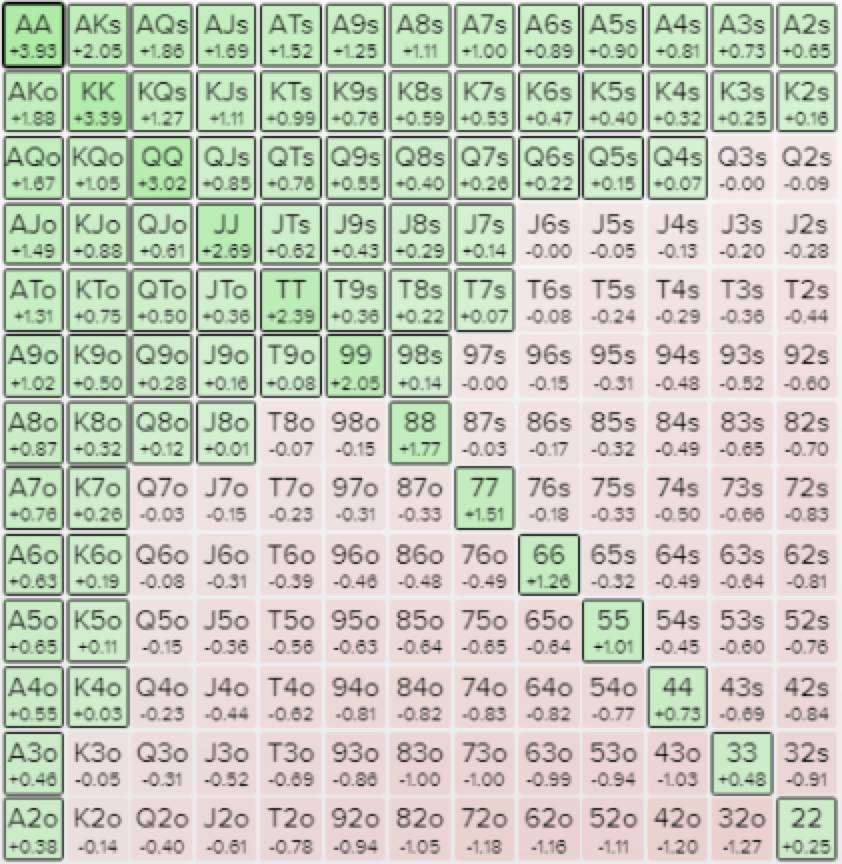 AA AKs AQs AJs ATs A9s A8s A7s A6s A5s A4s A3s A2s
+3.93 +2.05 +1.86 +1.69 +1.52 +1.25 +1.11 +1.00 +0.89 +0.90 +0.81 +0.73 +0.65
AKo KK KQs KJs KTs K9s K8s K7s K6s K5s K4s K3s K2s
+1.88 +3.39 +1.27 +1.11 +0.99 +0.76 +0.59 +0.53 +0.47 +0.40 +0.32 +0.25 +0.16
AQo KQo QQ QJs QTs Q9s Q8s Q7s Q6s Q5s Q4s Q3s Q2s
+1.67 +1.05 +3.02 +0.85 +0.76 +0.55 +0.40 +0.26 +0.22 +0.15 +0.07 -0.00 -0.09
AJo KJo QJo JJ JTs J9s J8s J7s J6s J5s J4s J3s J2s
+1.49 +0.88 +0.61 +2.69 +0.62 +0.43 +0.29 +0.14 -0.00 -0.05 -0.13 -0.20 -0.28
ATo KTo QTo JTo TT T9s T8s T7s T6s T5s T4s T3s T2s
+1.31 +0.75 +0.50 +0.36 +2.39 +0.36 +0.22 +0.07 -0.08 -0.24 -0.29 -0.36 -0.44
A9o K9o Q9o J9o T9o 99 98s 97s 96s 95s 94s 93s 92s
+1.02 +0.50 +0.28 +0.16 +0.08 +2.05 +0.14 -0.00 -0.15 -0.31 -0.48 -0.52 -0.60
A8o K8o Q8o J8o T8o 98o 88 87s 86s 85s 84s 83s 82s
+0.87 +0.32 +0.12 +0.01 -0.07 -0.15 +1.77 -0.03 -0.17 -0.32 -0.49 -0.65 -0.70
A7o K7o Q7o J7o T7o 97o 87o 77 76s 75s 74s 73s 72s
+0.76 +0.26 -0.03 -0.15 -0.23 -0.31 -0.33 +1.51 -0.18 -0.33 -0.50 -0.66 -0.83
A6o K6o Q6o J6o T6o 96o 86o 76o 66 65s 64s 63s 62s
+0.63 +0.19 -0.08 -0.31 -0.39 -0.46 -0.48 -0.49 +1.26 -0.32 -0.49 -0.64 -0.81
A5o K5o Q5o J5o T5o 95o 85o 75o 65o 55 54s 53s 52s
+0.65 +0.11 -0.15 -0.36 -0.56 -0.63 -0.64 -0.65 -0.64 +1.01 -0.45 -0.60 -0.76
A4o K4o Q4o J4o T4o 94o 84o 74o 64o 54o 44 43s 42s
+0.55 +0.03 -0.23 -0.44 -0.62 -0.81 -0.82 -0.83 -0.82 -0.77 +0.73 -0.69 -0.84
A3o K3o Q3o J3o T3o 93o 83o 73o 63o 53o 43o 33 32s
+0.46 -0.05 -0.31 -0.52 -0.69 -0.86 -1.00 -1.00 -0.99 -0.94 -1.03 +0.48 -0.91
A2o K2o Q2o J2o T2o 92o 82o 72o 62o 52o 42o 32o 22
+0.38 -0.14 -0.40 -0.61 -0.78 -0.94 -1.05 -1.18 -1.16 -1.11 -1.20 -1.27 +0.25